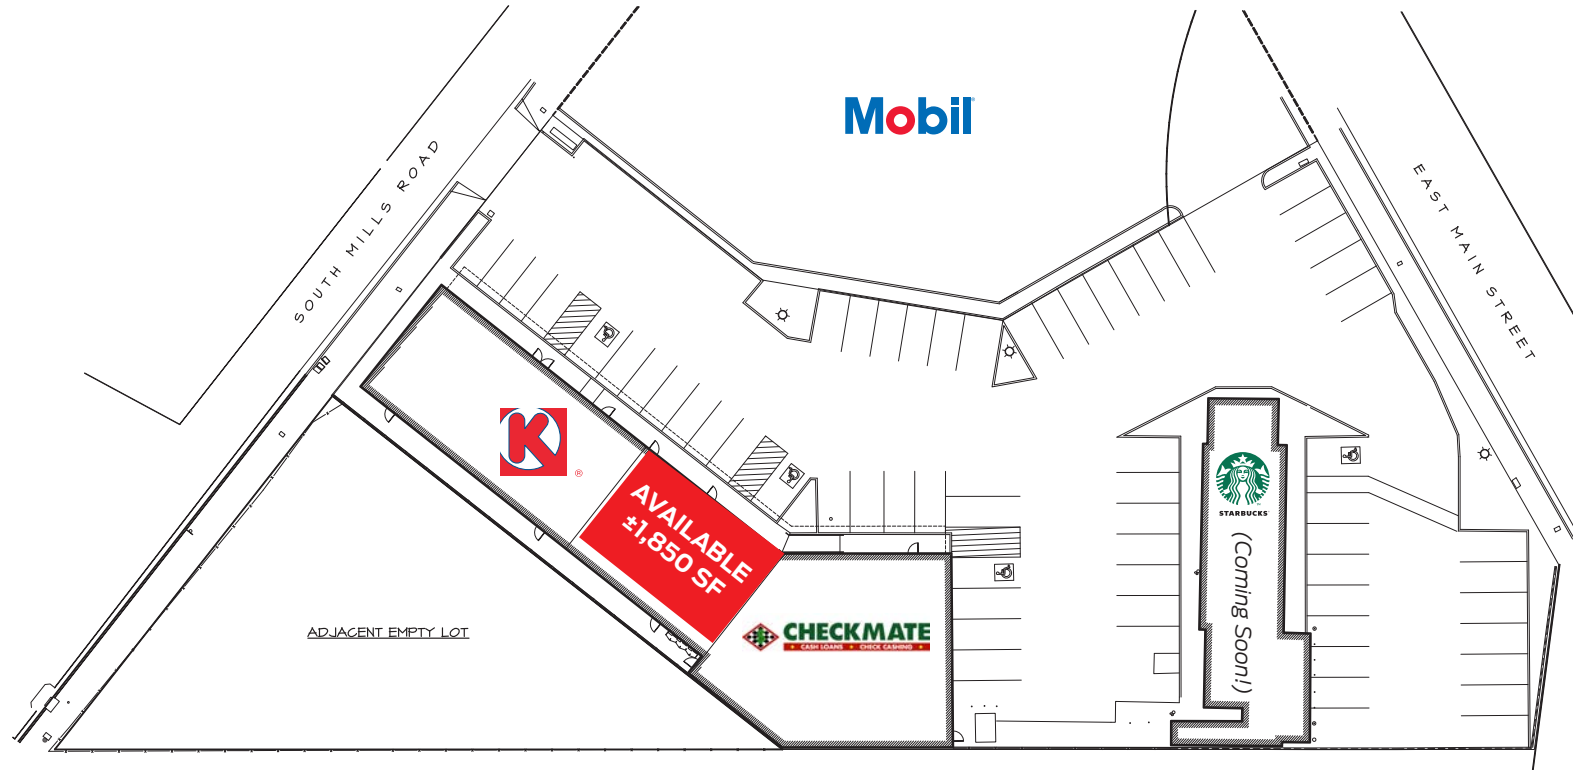 Mobil
SOUTH MILLS ROAD
EAST MAIN STREET
K
®
AVAILABLE
±1,850 SF
STARBUCKS
(Coming Soon!)
CHECKMATE
CASH LOANS ★ CHECK CASHING
ADJACENT EMPTY LOT